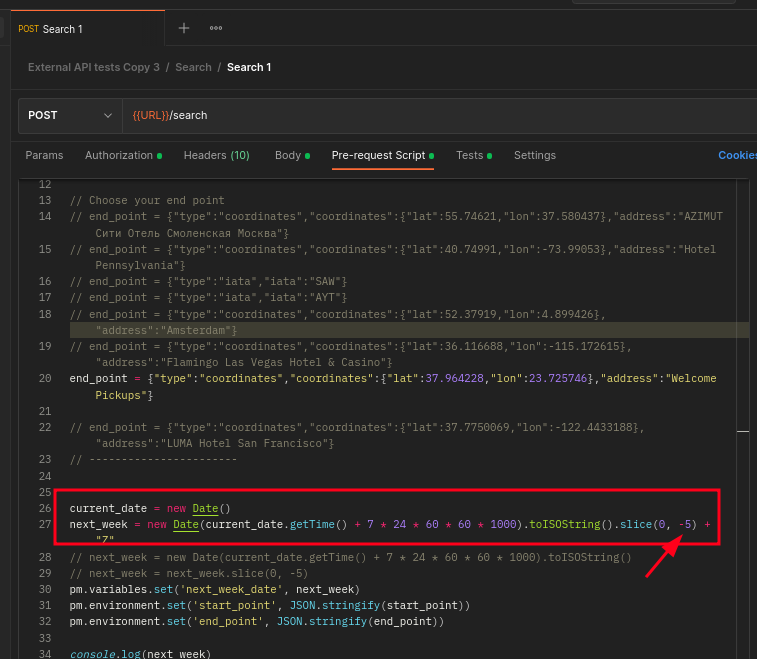 POST Search 1
External API tests Copy 3 / Search / Search 1
POST {{URL}}/search
Params Authorization Headers (10) Body Pre-request Script Tests Settings Cookies
12
13 // Choose your end point
14 // end_point = {"type":"coordinates","coordinates":{"lat":55.74621,"lon":37.580437},"address":"AZIMUT
Сити Отель Смоленская Москва"}
15 // end_point = {"type":"coordinates","coordinates":{"lat":40.74991,"lon":-73.99053},"address":"Hotel
Pennsylvania"}
16 // end_point = {"type":"iata","iata":"SAW"}
17 // end_point = {"type":"iata","iata":"AYT"}
18 // end_point = {"type":"coordinates","coordinates":{"lat":52.37919,"lon":4.899426},
"address":"Amsterdam"}
19 // end_point = {"type":"coordinates","coordinates":{"lat":36.116688,"lon":-115.172615},
"address":"Flamingo Las Vegas Hotel & Casino"}
20 end_point = {"type":"coordinates","coordinates":{"lat":37.964228,"lon":23.725746},"address":"Welcome
Pickups"}
21
22 // end_point = {"type":"coordinates","coordinates":{"lat":37.7750069,"lon":-122.4433188},
"address":"LUMA Hotel San Francisco"}
23 // -----------------------
24
25
26 current_date = new Date()
27 next_week = new Date(current_date.getTime() + 7 * 24 * 60 * 60 * 1000).toISOString().slice(0, -5) +
"Z"
28 // next_week = new Date(current_date.getTime() + 7 * 24 * 60 * 60 * 1000).toISOString()
29 // next_week = next_week.slice(0, -5)
30 pm.variables.set('next_week_date', next_week)
31 pm.environment.set('start_point', JSON.stringify(start_point))
32 pm.environment.set('end_point', JSON.stringify(end_point))
33
34 console.log(next_week)